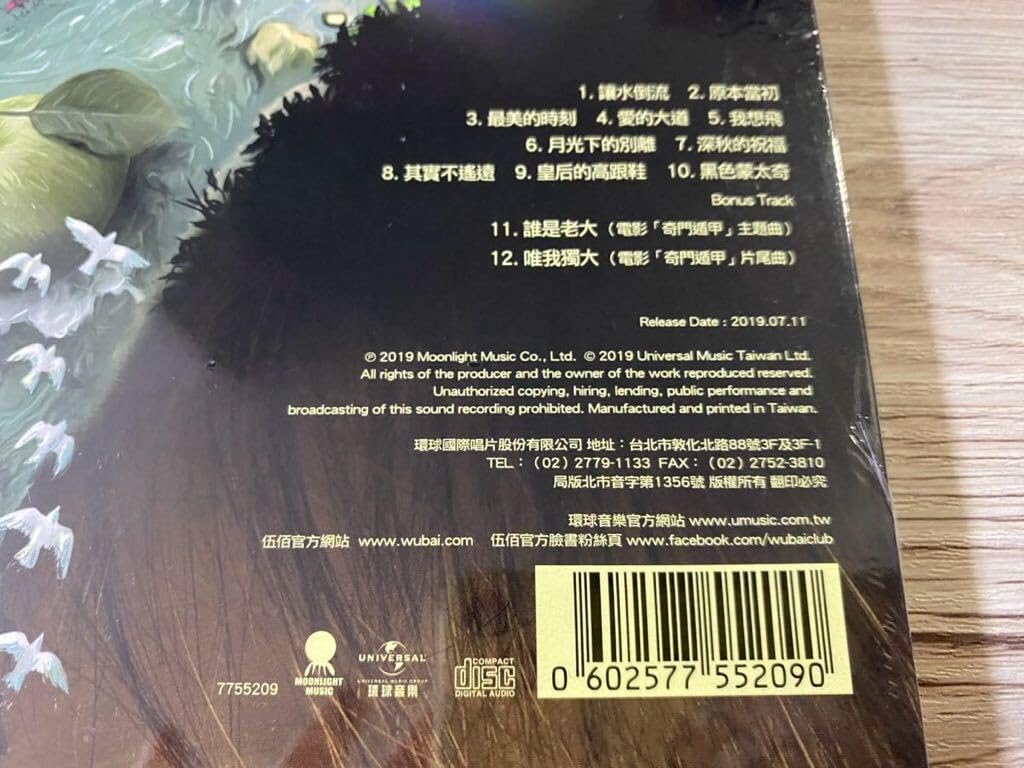 1. 讓水倒流 2. 原本當初
3. 最美的時刻 4. 愛的大道 5. 我想飛
6. 月光下的別離 7. 深秋的祝福
8. 其實不遙遠 9. 皇后的高跟鞋 10. 黑色蒙太奇
Bonus Track
11. 誰是老大（電影「奇門遁甲」主題曲）
12. 唯我獨大（電影「奇門遁甲」片尾曲）
Release Date : 2019.07.11
℗ 2019 Moonlight Music Co., Ltd. © 2019 Universal Music Taiwan Ltd.
All rights of the producer and the owner of the work reproduced reserved.
Unauthorized copying, hiring, lending, public performance and
broadcasting of this sound recording prohibited. Manufactured and printed in Taiwan.
環球國際唱片股份有限公司 地址：台北市敦化北路88號3F及3F-1
TEL：（02）2779-1133 FAX：（02）2752-3810
局版北市音字第1356號 版權所有 翻印必究
環球音樂官方網站 www.umusic.com.tw
伍佰官方網站 www.wubai.com 伍佰官方臉書粉絲頁 www.facebook.com/wubaiclub
7755209
MOONLIGHT
MUSIC
UNIVERSAL
UNIVERSAL MUSIC GROUP
環球音樂
COMPACT
disc
DIGITAL AUDIO
0 602577 552090